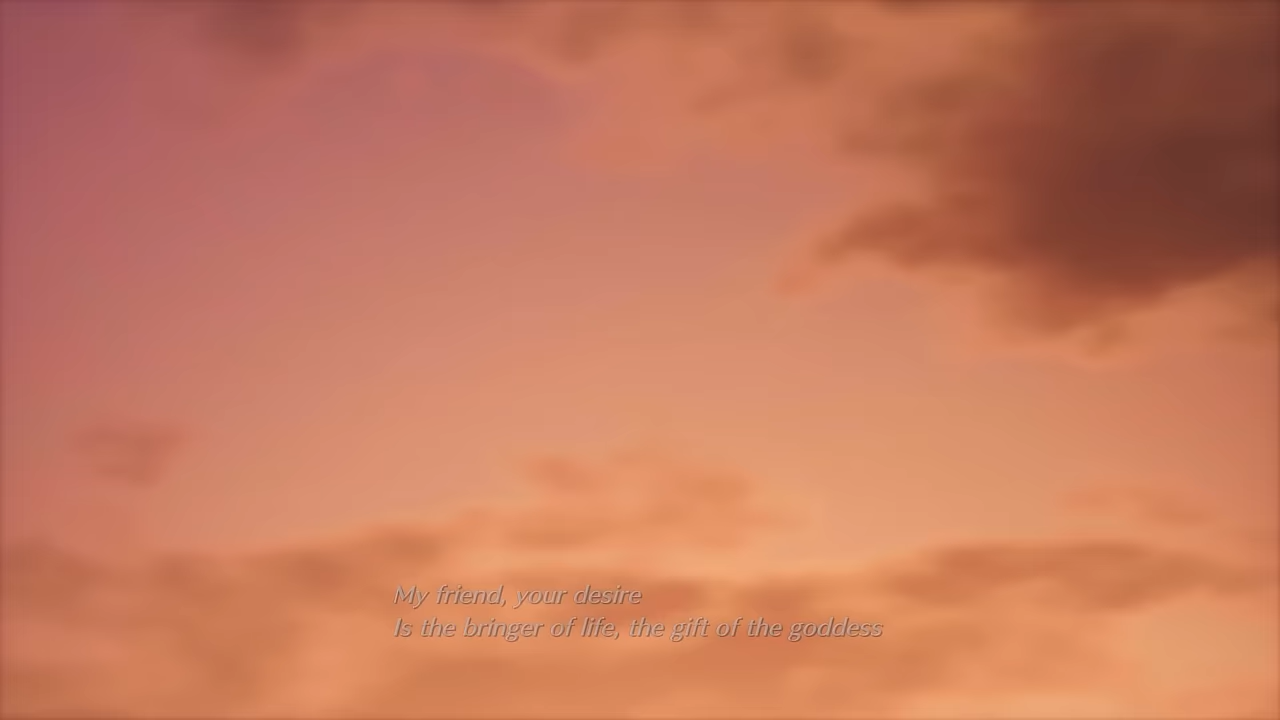 My friend, your desire
Is the bringer of life, the gift of the goddess